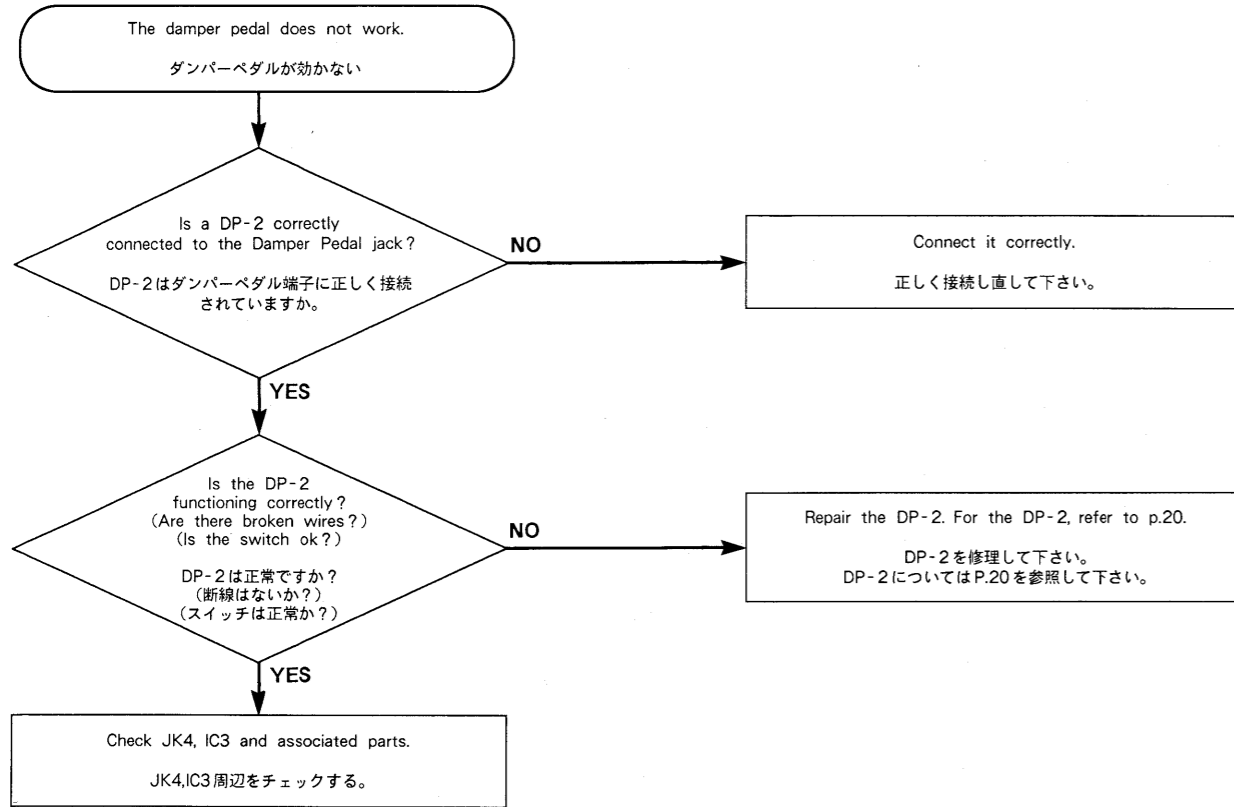 The damper pedal does not work.
ダンパーペダルが効かない
Is a DP-2 correctly
connected to the Damper Pedal jack?
DP-2はダンパーペダル端子に正しく接続
されていますか。
NO
Connect it correctly.
正しく接続し直して下さい。
YES
Is the DP-2
functioning correctly?
(Are there broken wires?)
(Is the switch ok?)
DP-2は正常ですか?
(断線はないか?)
(スイッチは正常か?)
NO
Repair the DP-2. For the DP-2, refer to p.20.
DP-2を修理して下さい。
DP-2についてはP.20を参照して下さい。
YES
Check JK4, IC3 and associated parts.
JK4,IC3周辺をチェックする。